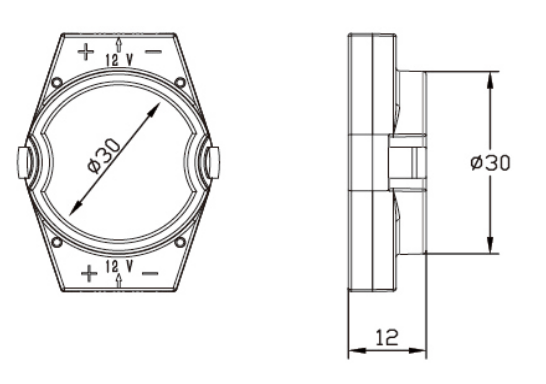 + ↑ −
12 V
ø30
ø30
+ 12 V −
↑
12